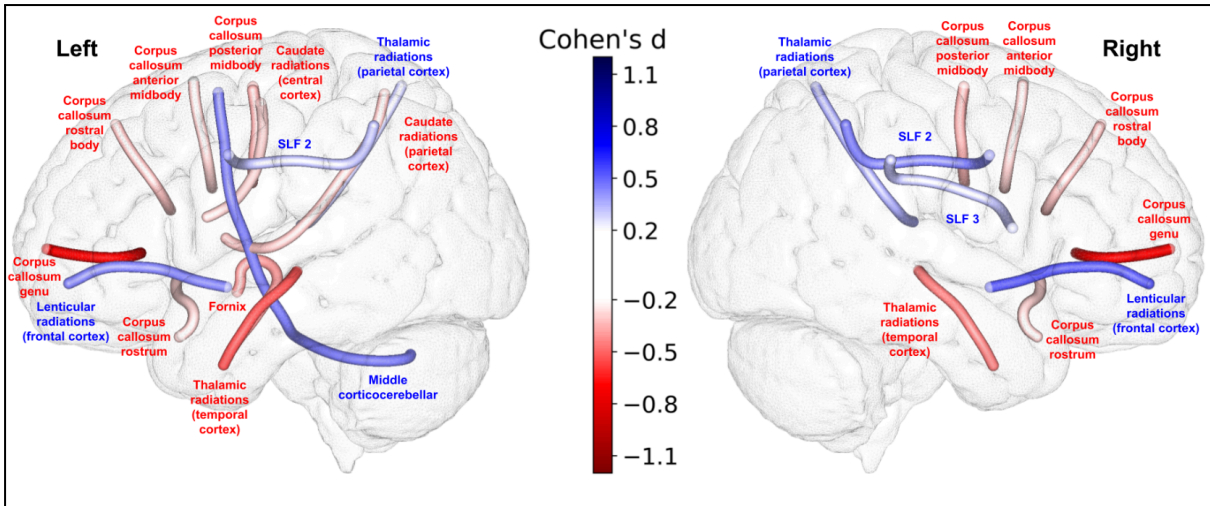 Left
Corpus
callosum
rostral
body
Corpus
callosum
anterior
midbody
Corpus
callosum
posterior
midbody
Caudate
radiations
(central
cortex)
Thalamic
radiations
(parietal cortex)
SLF 2
Caudate
radiations
(parietal
cortex)
Corpus
callosum
genu
Lenticular
radiations
(frontal cortex)
Corpus
callosum
rostrum
Fornix
Thalamic
radiations
(temporal
cortex)
Middle
corticocerebellar
Cohen's d
1.1
0.8
0.5
0.2
−0.2
−0.5
−0.8
−1.1
Right
Thalamic
radiations
(parietal cortex)
Corpus
callosum
posterior
midbody
Corpus
callosum
anterior
midbody
Corpus
callosum
rostral
body
SLF 2
SLF 3
Corpus
callosum
genu
Thalamic
radiations
(temporal
cortex)
Corpus
callosum
rostrum
Lenticular
radiations
(frontal cortex)